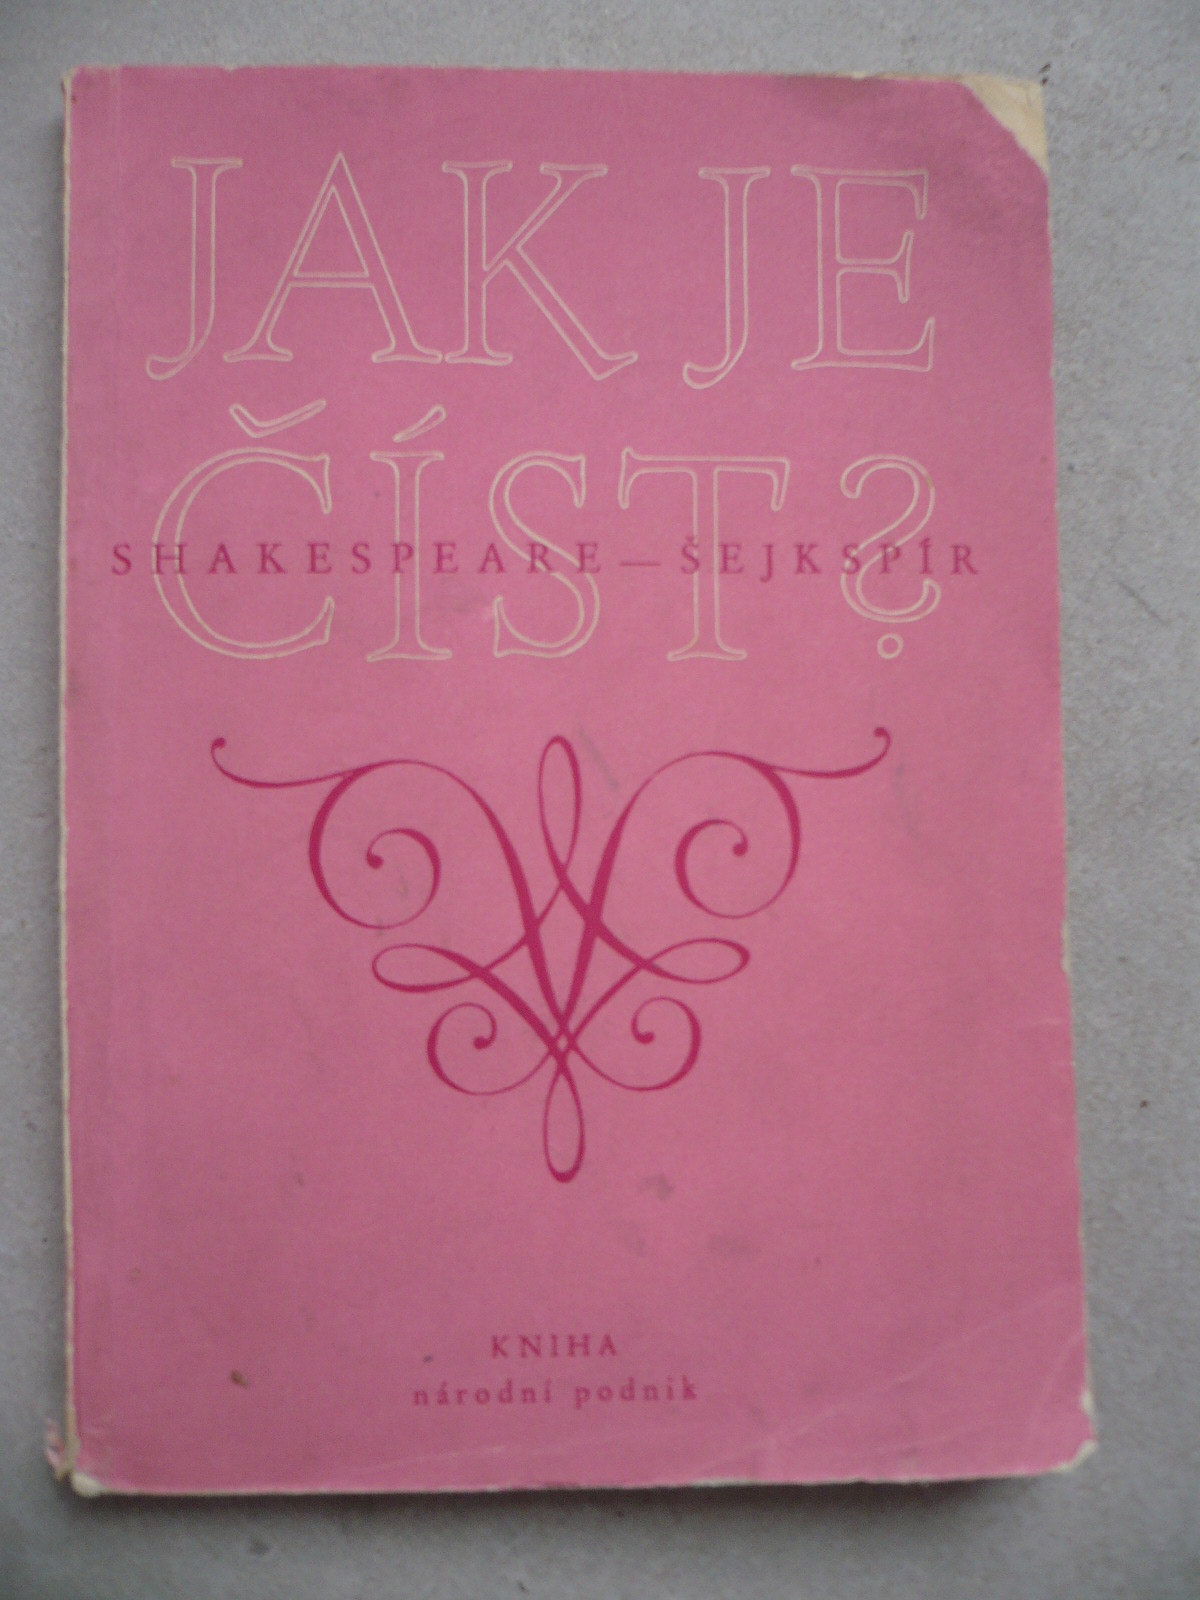 JAK JE
ČÍST?
SHAKESPEARE — ŠEJKSPÍR
KNIHA
národní podnik